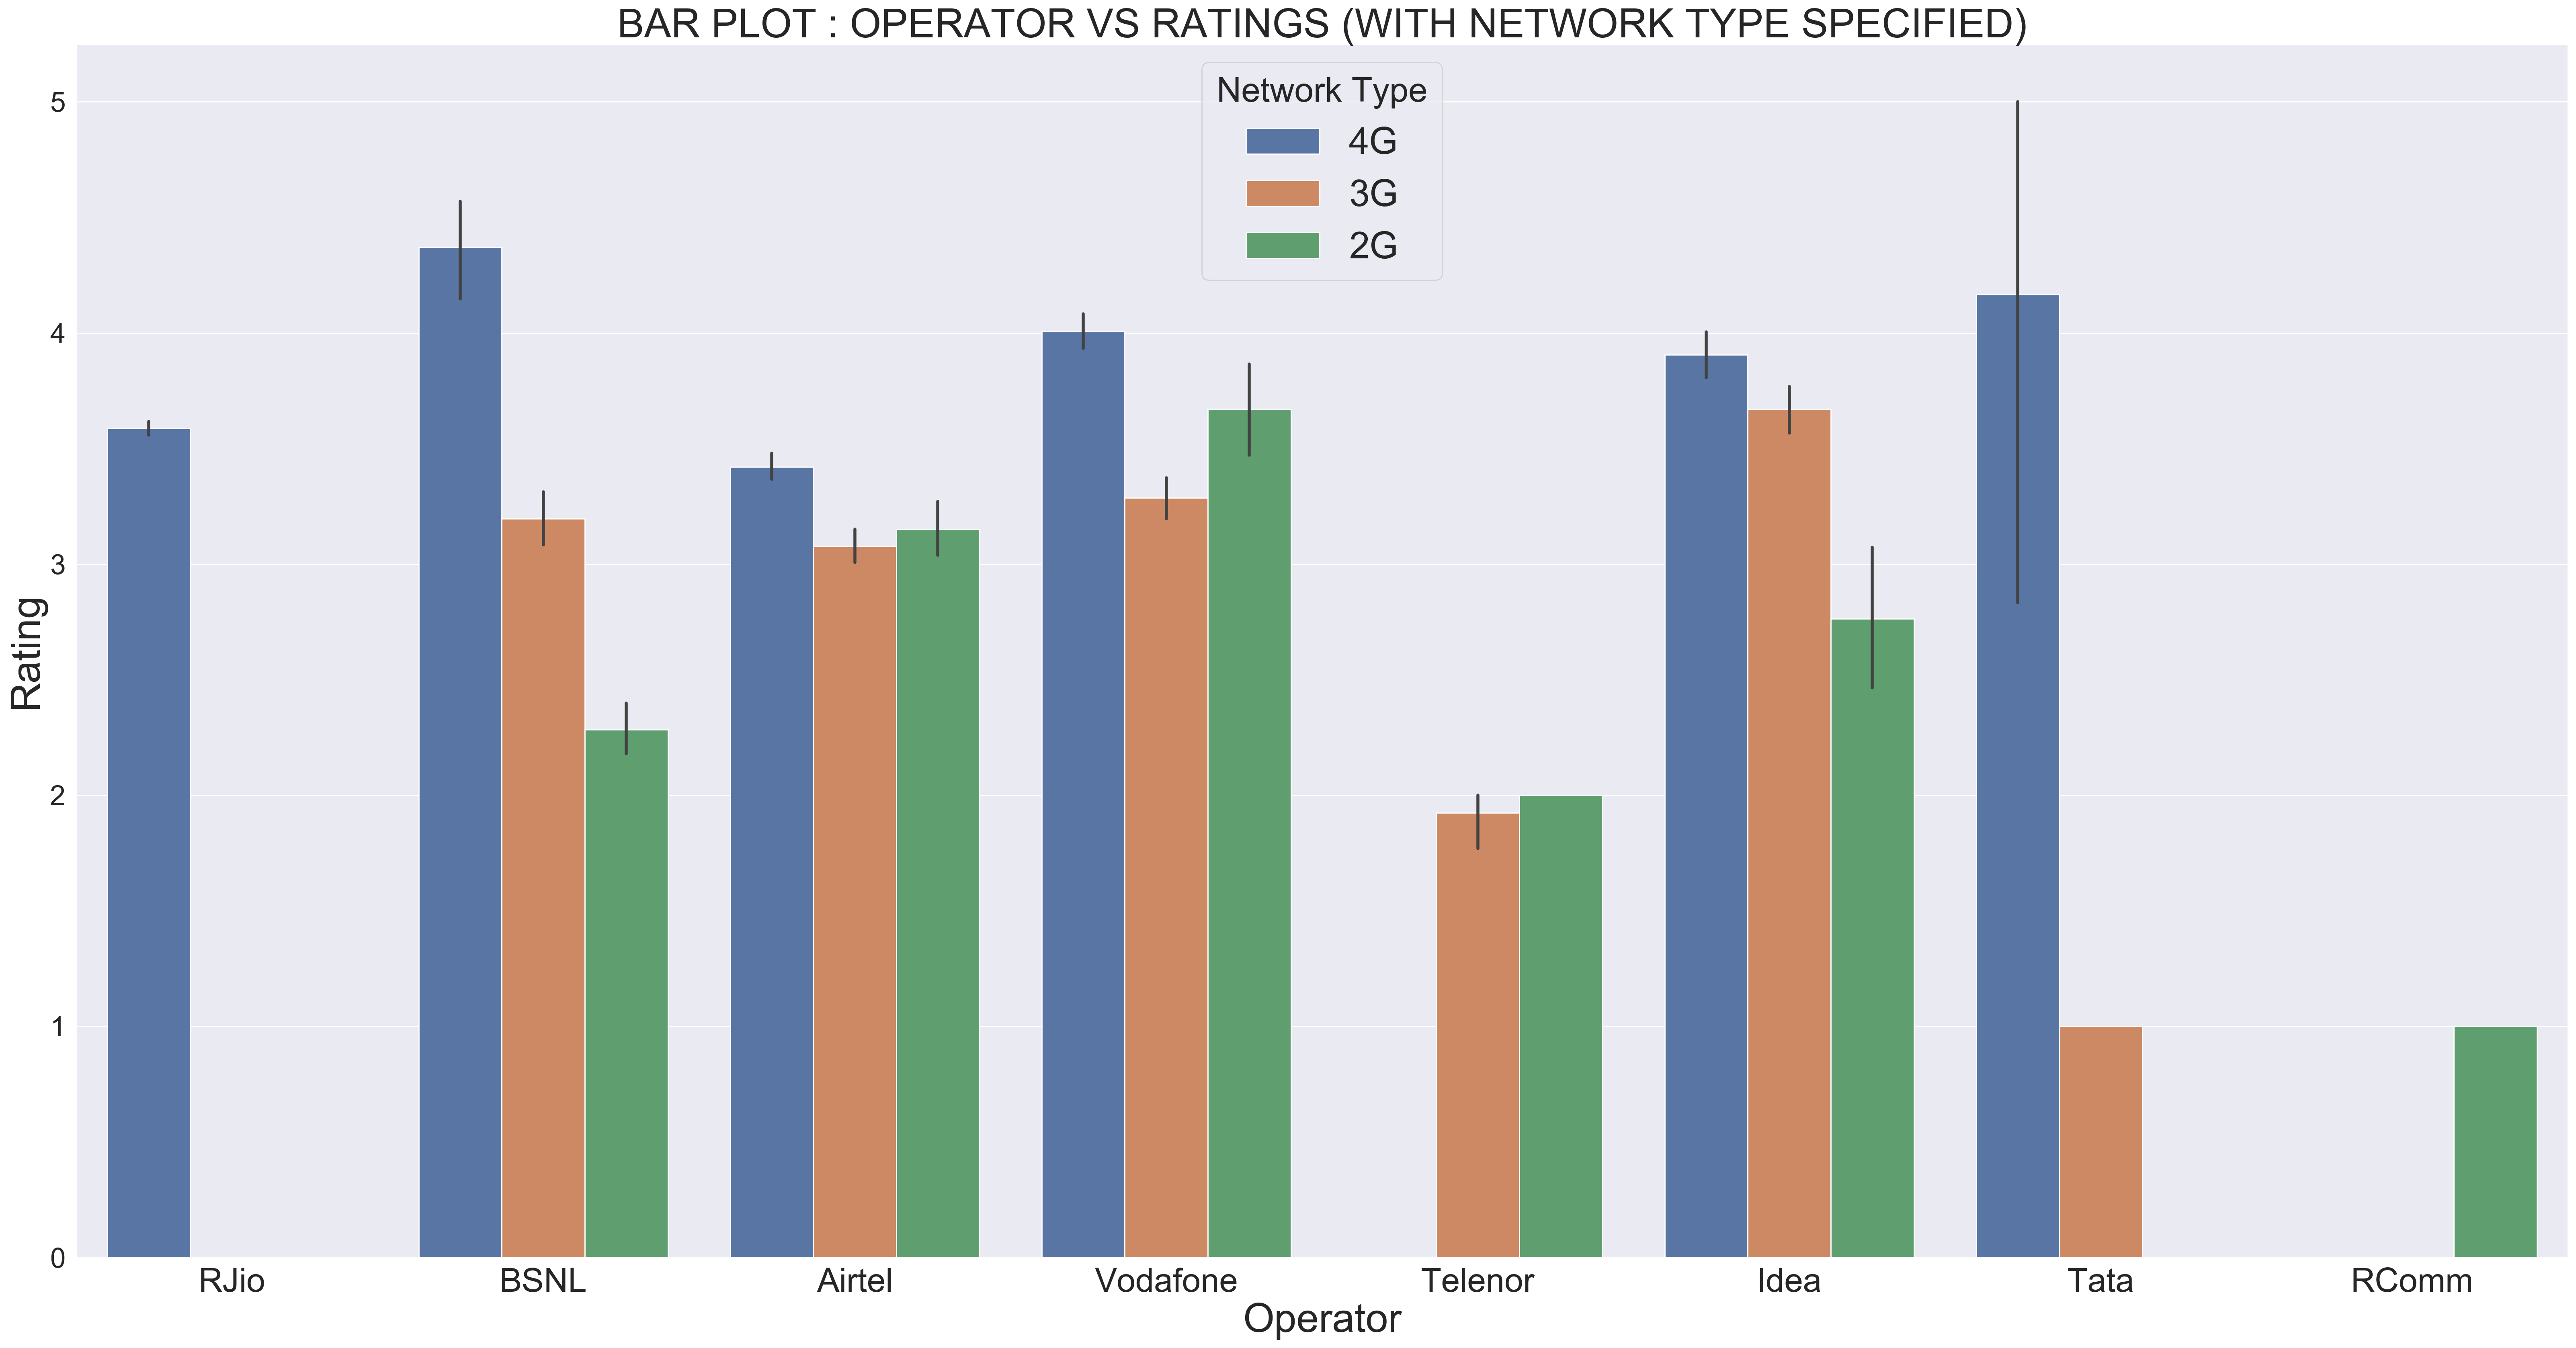 BAR PLOT : OPERATOR VS RATINGS (WITH NETWORK TYPE SPECIFIED)
Network Type
4G
3G
2G
5
4
3
2
1
0
Rating
RJio BSNL Airtel Vodafone Telenor Idea Tata RComm
Operator